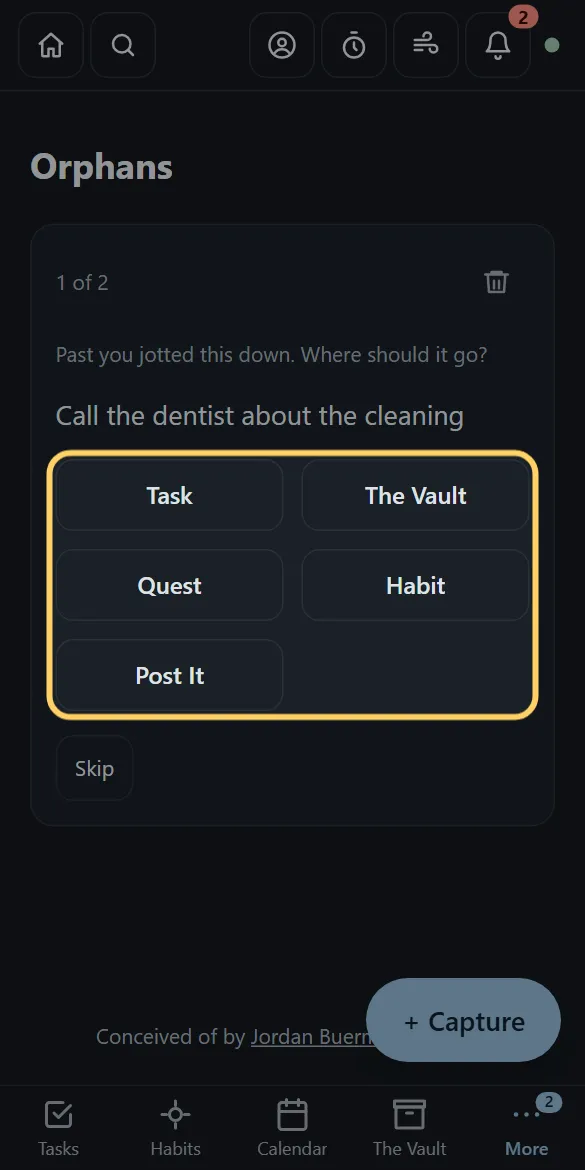 2
Orphans
1 of 2
Past you jotted this down. Where should it go?
Call the dentist about the cleaning
Task
The Vault
Quest
Habit
Post It
Skip
+ Capture
Conceived of by Jordan
2
Tasks
Habits
Calendar
The Vault
More